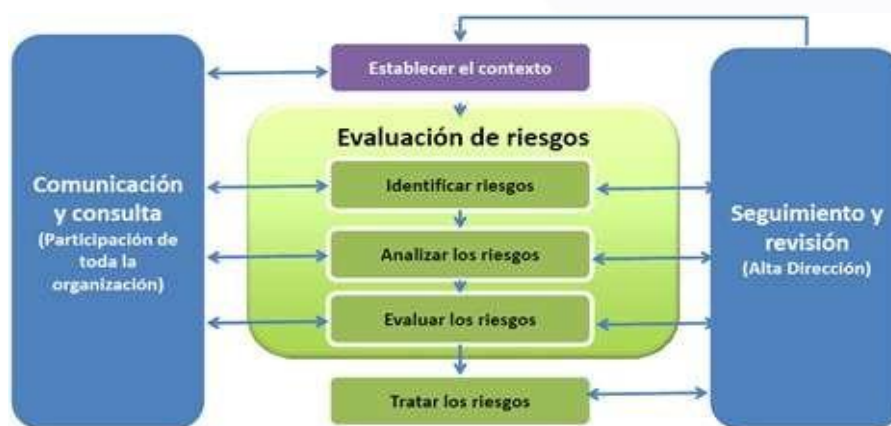 Establecer el contexto
Evaluación de riesgos
Identificar riesgos
Analizar los riesgos
Evaluar los riesgos
Tratar los riesgos
Comunicación
y consulta
(Participación de
toda la
organización)
Seguimiento y
revisión
(Alta Dirección)